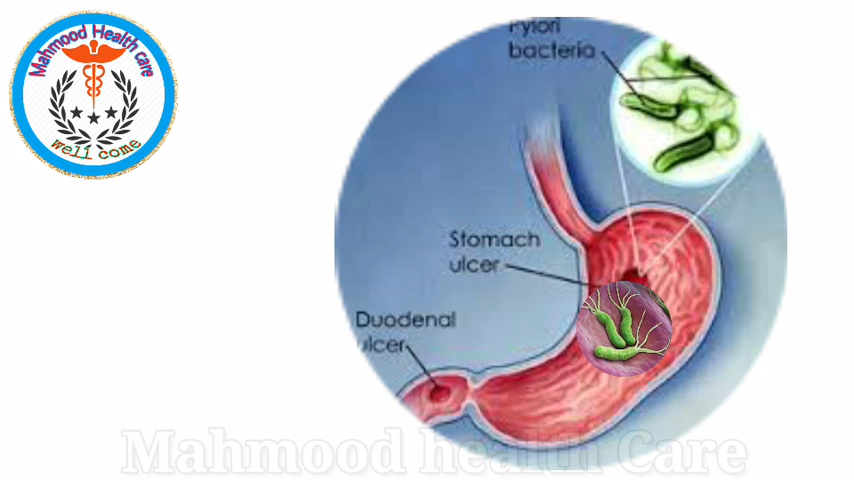 Mahmood Health care
well come
Pylori
bacteria
Stomach
ulcer
Duodenal
ulcer
Mahmood health Care